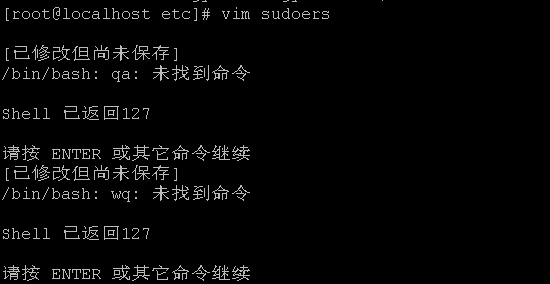 [root@localhost etc]# vim sudoers
[已修改但尚未保存]
/bin/bash: qa: 未找到命令
Shell 已返回127
请按 ENTER 或其它命令继续
[已修改但尚未保存]
/bin/bash: wq: 未找到命令
Shell 已返回127
请按 ENTER 或其它命令继续